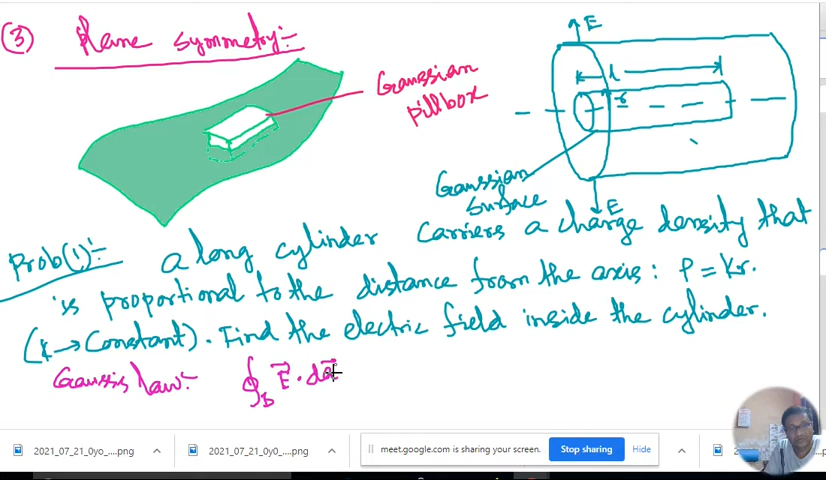 (3) Plane symmetry:-
Gaussian
pillbox
E
l
r
Gaussian
surface
E
Prob(1):- a long cylinder carriers a charge density that
is proportional to the distance from the axis: ρ = kr.
(k → Constant). Find the electric field inside the cylinder.
Gauss's law:- ∮ E⃗ · da⃗
2021_07_21_0yo_....png
2021_07_21_0y0_....png
meet.google.com is sharing your screen.
Stop sharing
Hide
2021_0